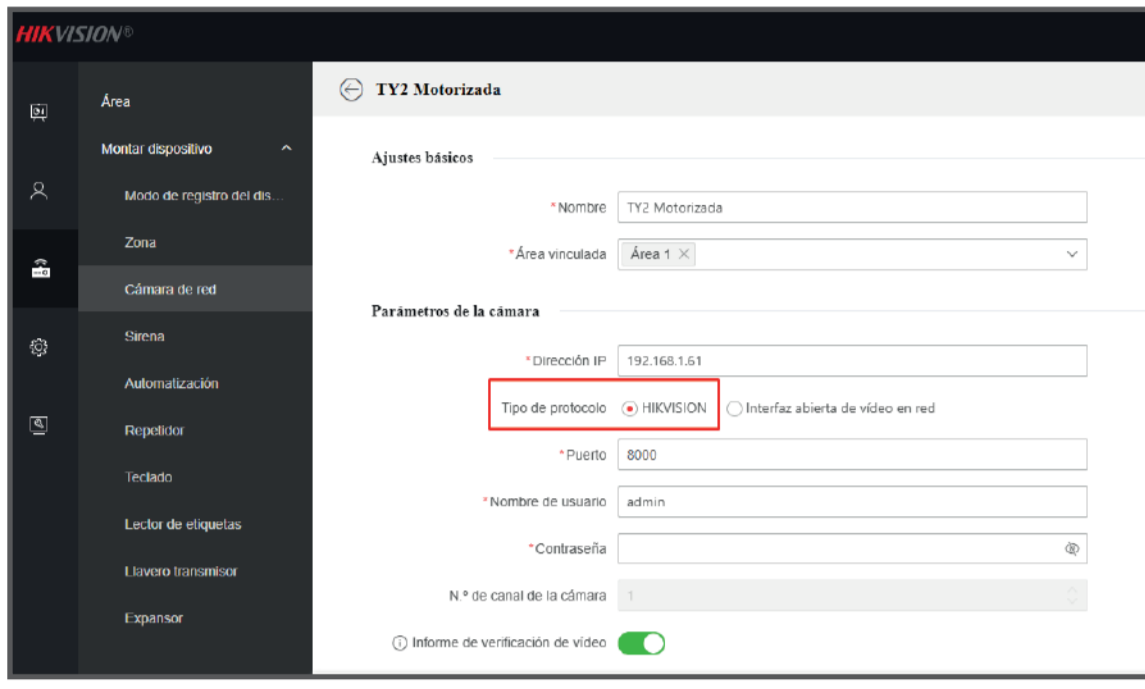 HIKVISION®
Área
Montar dispositivo
Modo de registro del dis...
Zona
Cámara de red
Sirena
Automatización
Repetidor
Teclado
Lector de etiquetas
Llavero transmisor
Expansor
TY2 Motorizada
Ajustes básicos
*Nombre TY2 Motorizada
*Área vinculada Área 1
Parámetros de la cámara
*Dirección IP 192.168.1.61
Tipo de protocolo HIKVISION Interfaz abierta de vídeo en red
*Puerto 8000
*Nombre de usuario admin
*Contraseña
N.º de canal de la cámara 1
Informe de verificación de vídeo